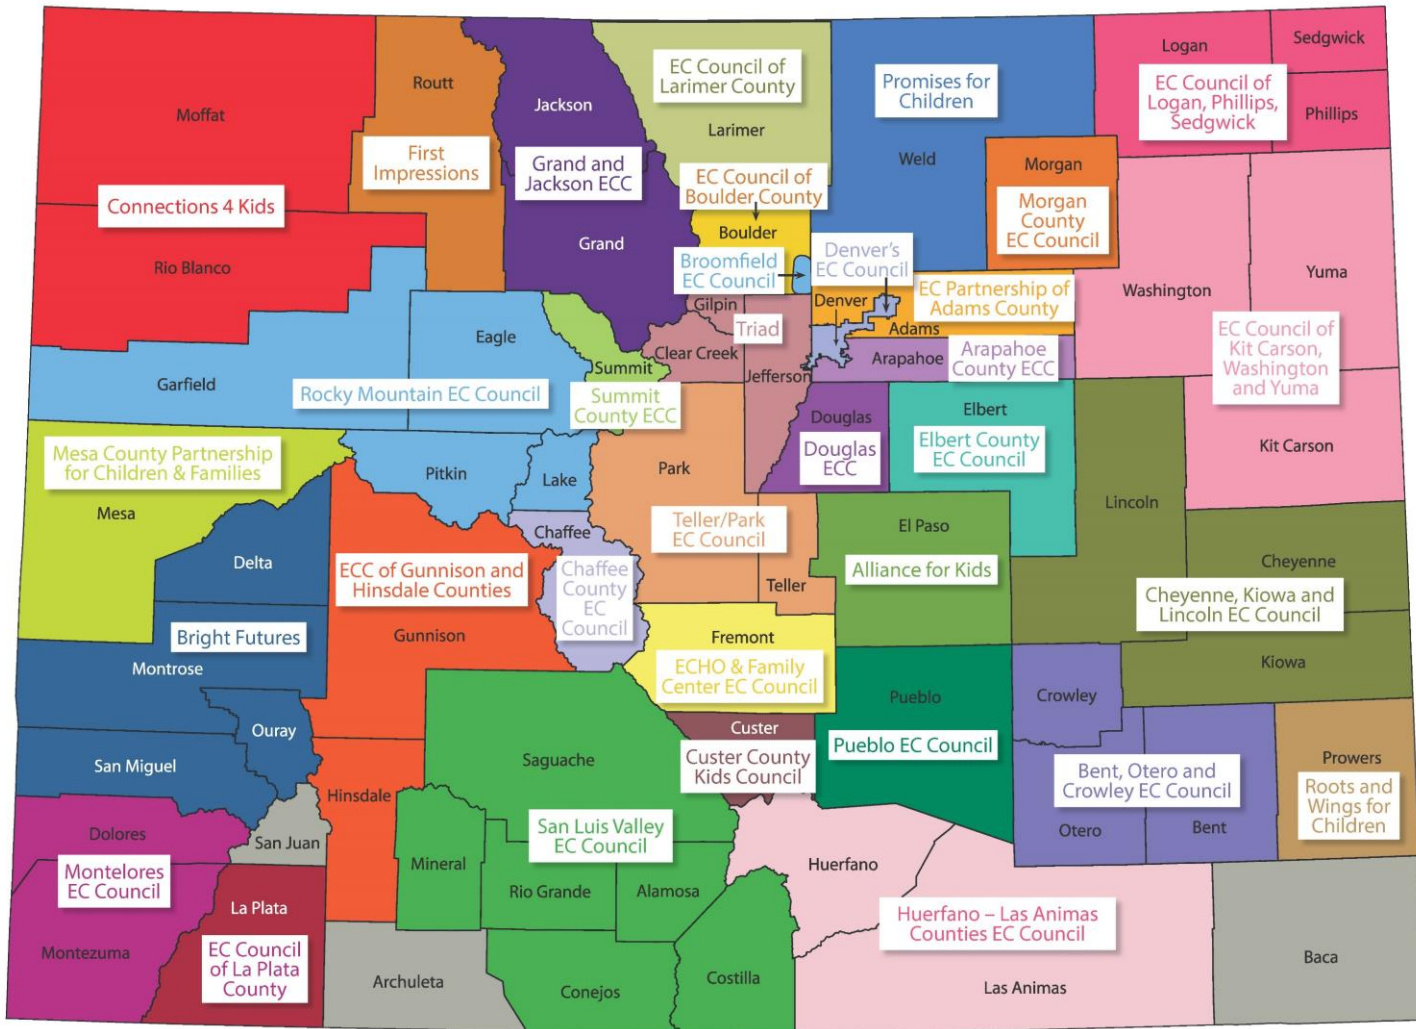 Moffat
Connections 4 Kids
Rio Blanco
Routt
First
Impressions
Jackson
Grand and
Jackson ECC
Grand
EC Council of
Larimer County
Larimer
EC Council of
Boulder County
Boulder
Broomfield
EC Council
Promises for
Children
Weld
Denver's
EC Council
Denver
EC Partnership of
Adams County
Adams
Morgan
Morgan
County
EC Council
Logan
Sedgwick
EC Council of
Logan, Phillips,
Sedgwick
Phillips
Washington
Yuma
EC Council of
Kit Carson,
Washington
and Yuma
Kit Carson
Gilpin
Triad
Clear Creek
Jefferson
Arapahoe
Arapahoe
County ECC
Garfield
Eagle
Rocky Mountain EC Council
Pitkin
Lake
Summit
Summit
County ECC
Douglas
Douglas
ECC
Elbert
Elbert County
EC Council
Mesa County Partnership
for Children & Families
Mesa
Delta
Bright Futures
Montrose
Ouray
San Miguel
ECC of Gunnison and
Hinsdale Counties
Gunnison
Hinsdale
Chaffee
Chaffee
County
EC
Council
Park
Teller/Park
EC Council
Teller
El Paso
Alliance for Kids
Lincoln
Cheyenne
Cheyenne, Kiowa and
Lincoln EC Council
Kiowa
Fremont
ECHO & Family
Center EC Council
Custer
Custer County
Kids Council
Pueblo
Pueblo EC Council
Crowley
Bent, Otero and
Crowley EC Council
Otero
Bent
Prowers
Roots and
Wings for
Children
Saguache
San Luis Valley
EC Council
Mineral
Rio Grande
Alamosa
Conejos
Costilla
Dolores
Montelores
EC Council
Montezuma
San Juan
La Plata
EC Council
of La Plata
County
Archuleta
Huerfano
Huerfano – Las Animas
Counties EC Council
Las Animas
Baca